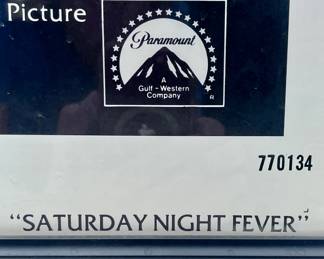 Picture
Paramount
A
Gulf - Western
Company
R
770134
"SATURDAY NIGHT FEVER"